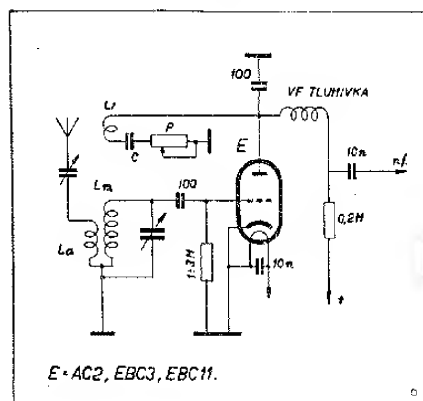 100
VF TLUMIVKA
Lr
P
C
E
10n
nf.
Lm
100
La
0,2M
1÷3M
10n
+
E=AC2, EBC3, EBC11.